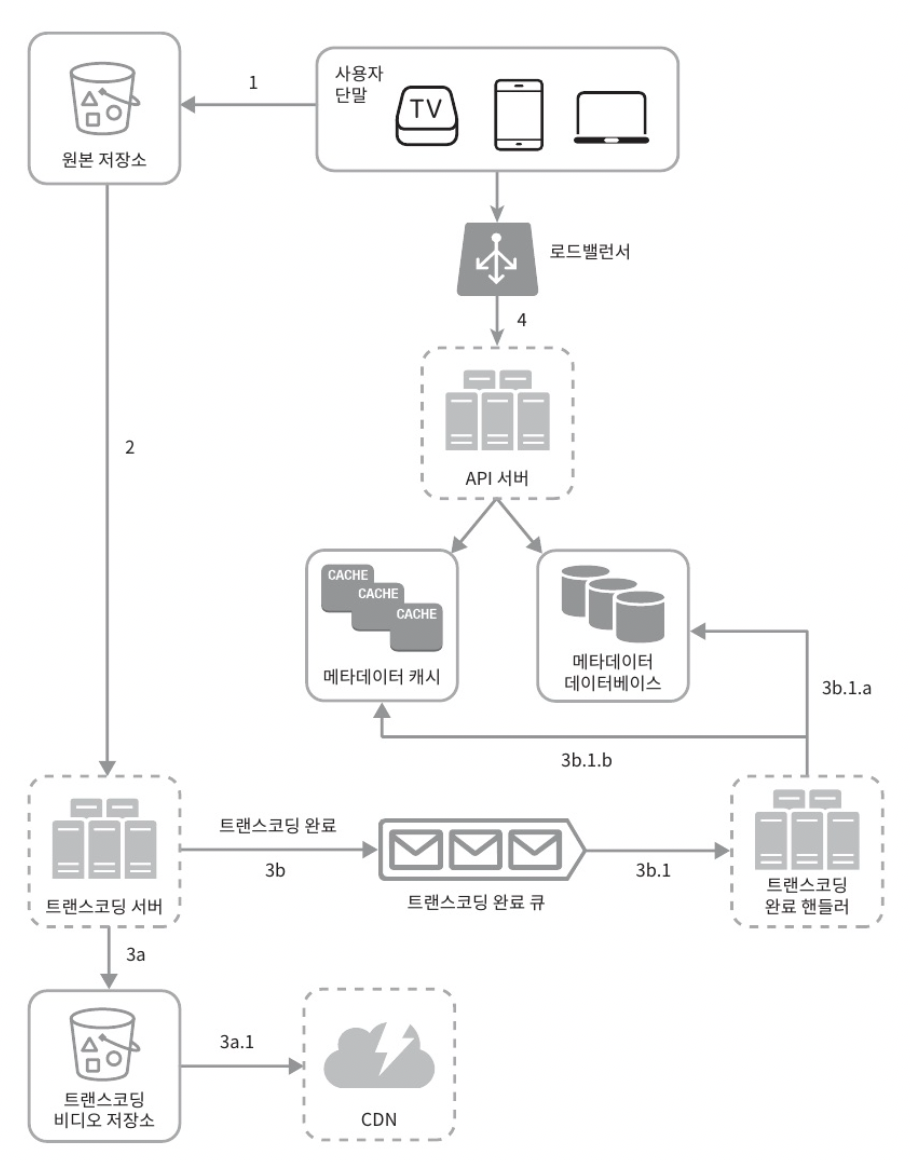 사용자
단말
TV
1
원본 저장소
로드밸런서
4
2
API 서버
CACHE
CACHE
CACHE
메타데이터 캐시
메타데이터
데이터베이스
3b.1.a
3b.1.b
트랜스코딩 서버
트랜스코딩 완료
3b
트랜스코딩 완료 큐
3b.1
트랜스코딩
완료 핸들러
3a
트랜스코딩
비디오 저장소
3a.1
CDN